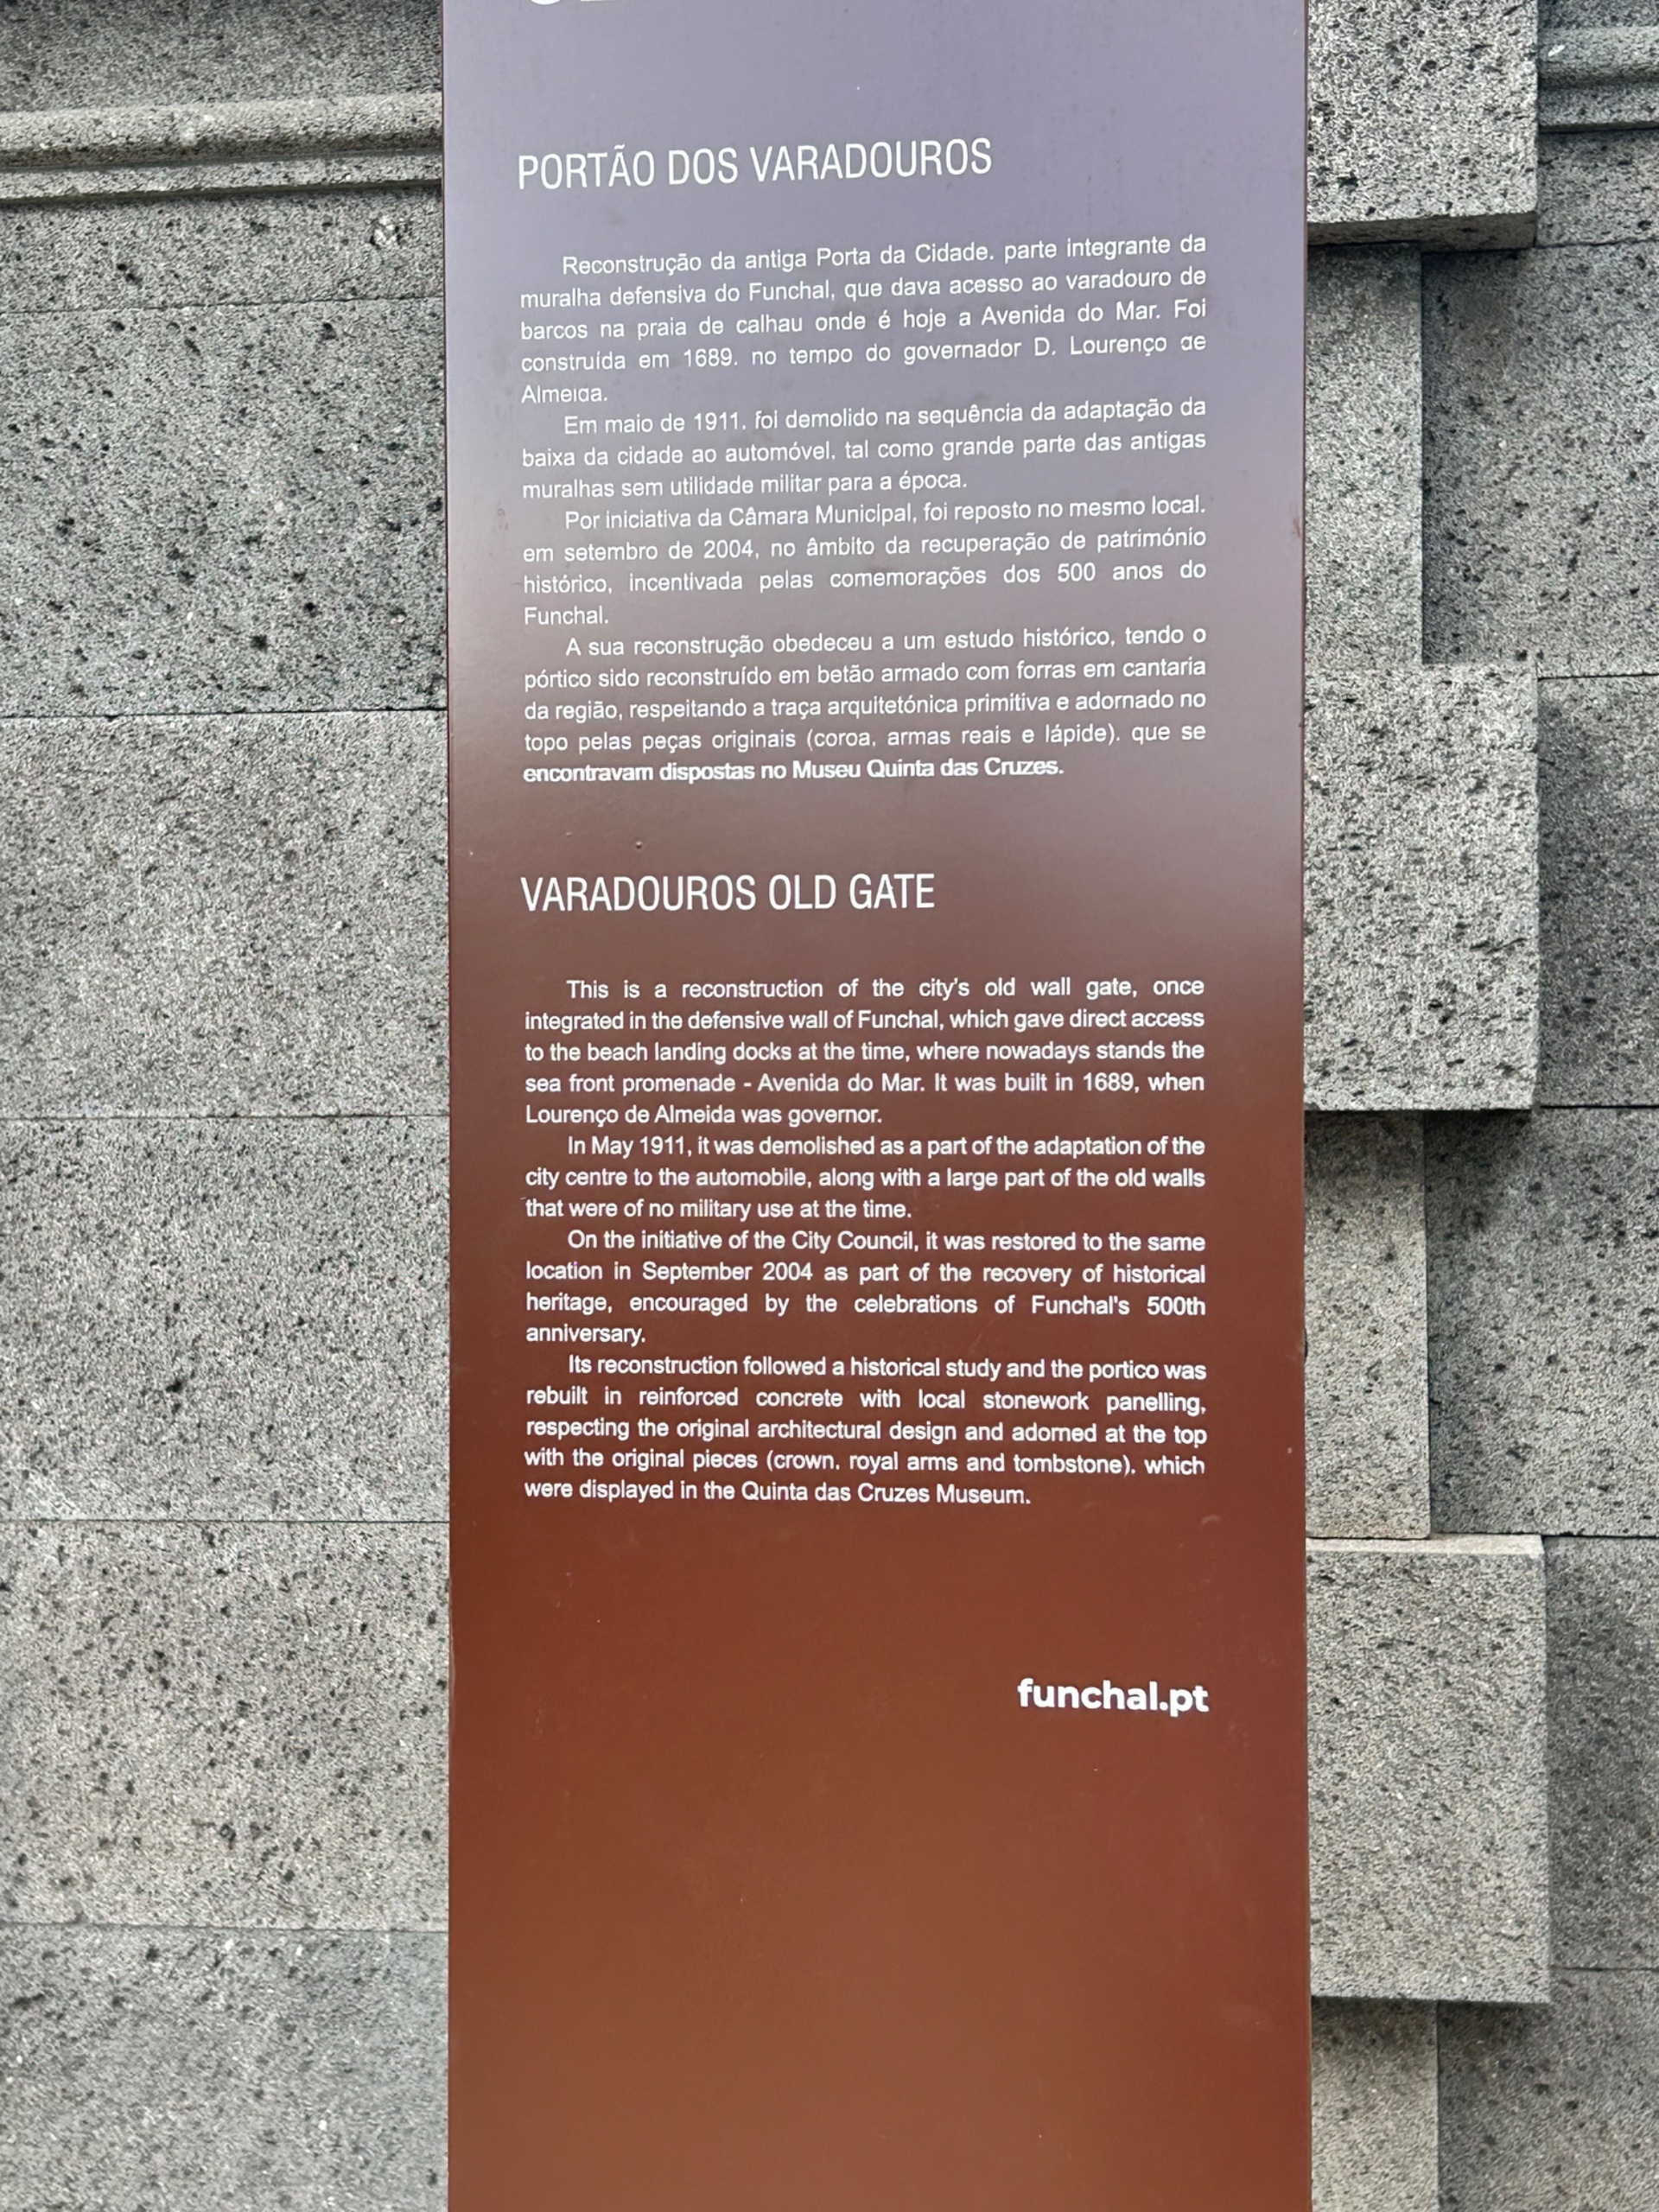 PORTÃO DOS VARADOUROS
Reconstrução da antiga Porta da Cidade, parte integrante da
muralha defensiva do Funchal, que dava acesso ao varadouro de
barcos na praia de calhau onde é hoje a Avenida do Mar. Foi
construída em 1689, no tempo do governador D. Lourenço de
Almeida.
Em maio de 1911, foi demolido na sequência da adaptação da
baixa da cidade ao automóvel, tal como grande parte das antigas
muralhas sem utilidade militar para a época.
Por iniciativa da Câmara Municipal, foi reposto no mesmo local,
em setembro de 2004, no âmbito da recuperação de património
histórico, incentivada pelas comemorações dos 500 anos do
Funchal.
A sua reconstrução obedeceu a um estudo histórico, tendo o
pórtico sido reconstruído em betão armado com forras em cantaria
da região, respeitando a traça arquitetónica primitiva e adornado no
topo pelas peças originais (coroa, armas reais e lápide), que se
encontravam dispostas no Museu Quinta das Cruzes.
VARADOUROS OLD GATE
This is a reconstruction of the city's old wall gate, once
integrated in the defensive wall of Funchal, which gave direct access
to the beach landing docks at the time, where nowadays stands the
sea front promenade - Avenida do Mar. It was built in 1689, when
Lourenço de Almeida was governor.
In May 1911, it was demolished as a part of the adaptation of the
city centre to the automobile, along with a large part of the old walls
that were of no military use at the time.
On the initiative of the City Council, it was restored to the same
location in September 2004 as part of the recovery of historical
heritage, encouraged by the celebrations of Funchal's 500th
anniversary.
Its reconstruction followed a historical study and the portico was
rebuilt in reinforced concrete with local stonework panelling,
respecting the original architectural design and adorned at the top
with the original pieces (crown, royal arms and tombstone), which
were displayed in the Quinta das Cruzes Museum.
funchal.pt